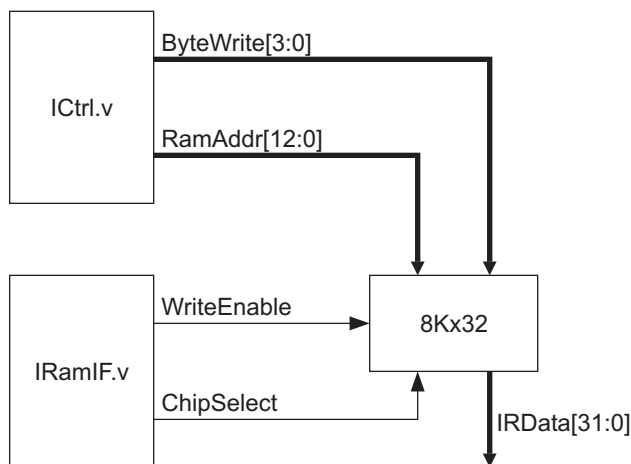 ByteWrite[3:0]
ICtrl.v
RamAddr[12:0]
WriteEnable
8Kx32
IRamIF.v
ChipSelect
IRData[31:0]